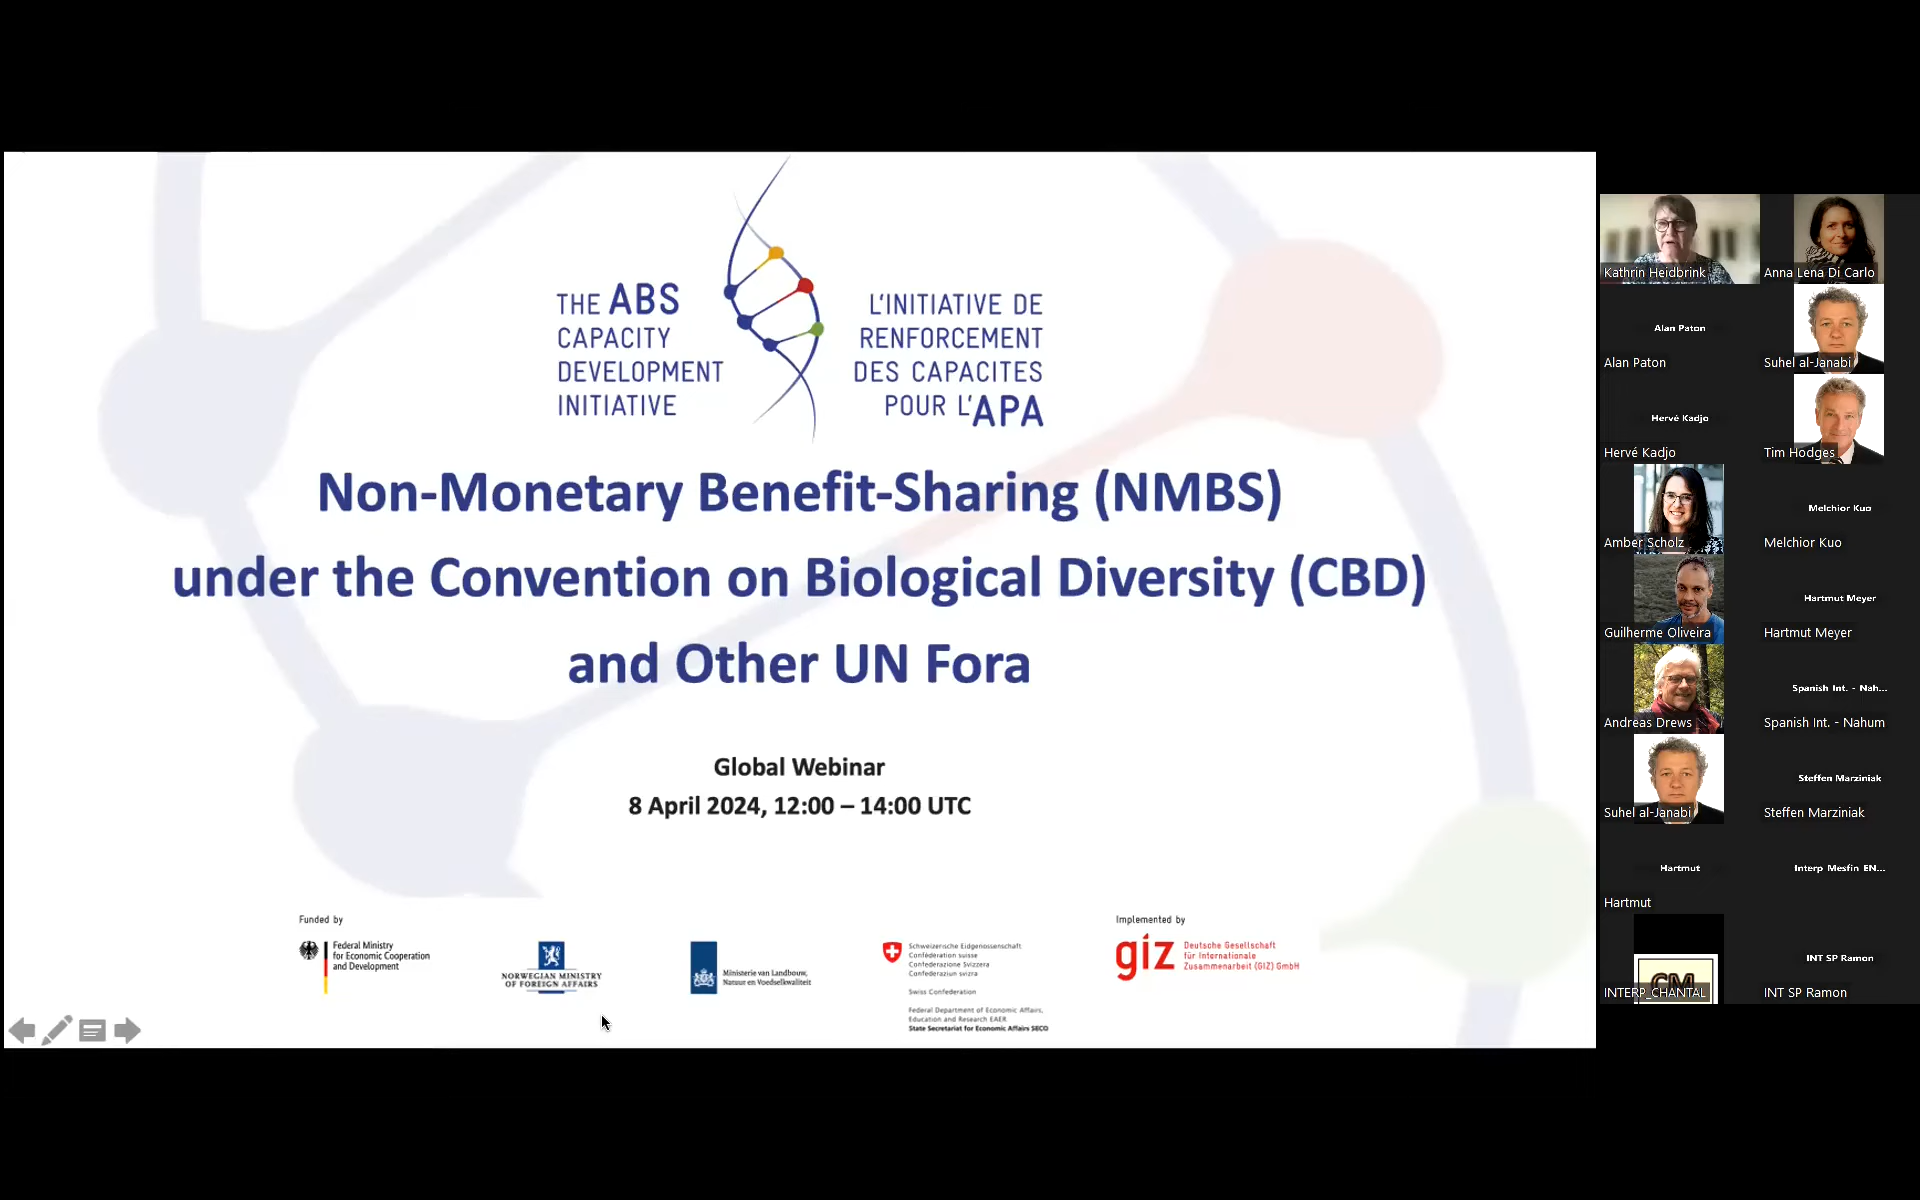 THE ABS
CAPACITY
DEVELOPMENT
INITIATIVE
L'INITIATIVE DE
RENFORCEMENT
DES CAPACITES
POUR L'APA
Non-Monetary Benefit-Sharing (NMBS)
under the Convention on Biological Diversity (CBD)
and Other UN Fora
Global Webinar
8 April 2024, 12:00 – 14:00 UTC
Funded by
Federal Ministry
for Economic Cooperation
and Development
NORWEGIAN MINISTRY
OF FOREIGN AFFAIRS
Ministerie van Landbouw,
Natuur en Voedselkwaliteit
Schweizerische Eidgenossenschaft
Confédération suisse
Confederazione Svizzera
Confederaziun svizra
Swiss Confederation
Federal Department of Economic Affairs,
Education and Research EAER
State Secretariat for Economic Affairs SECO
Implemented by
giz
Deutsche Gesellschaft
für Internationale
Zusammenarbeit (GIZ) GmbH
Kathrin Heidbrink
Anna Lena Di Carlo
Alan Paton
Alan Paton
Suhel al-Janabi
Hervé Kadjo
Hervé Kadjo
Tim Hodges
Amber Scholz
Melchior Kuo
Melchior Kuo
Guilherme Oliveira
Hartmut Meyer
Hartmut Meyer
Andreas Drews
Spanish Int. - Nah...
Spanish Int. - Nahum
Suhel al-Janabi
Steffen Marziniak
Steffen Marziniak
Hartmut
Hartmut
Interp Mesfin EN...
CM
INTERP_CHANTAL
INT SP Ramon
INT SP Ramon